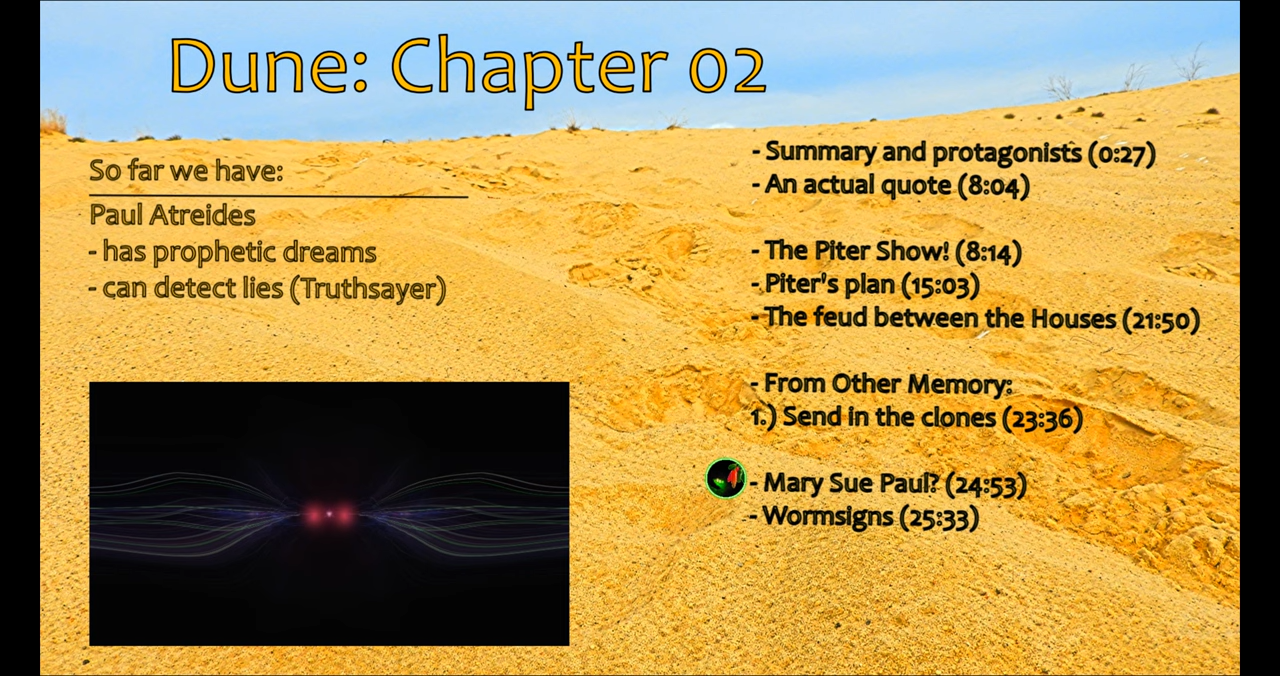 Dune: Chapter 02
So far we have:
Paul Atreides
- has prophetic dreams
- can detect lies (Truthsayer)
- Summary and protagonists (0:27)
- An actual quote (8:04)
- The Piter Show! (8:14)
- Piter's plan (15:03)
- The feud between the Houses (21:50)
- From Other Memory:
1.) Send in the clones (23:36)
- Mary Sue Paul? (24:53)
- Wormsigns (25:33)